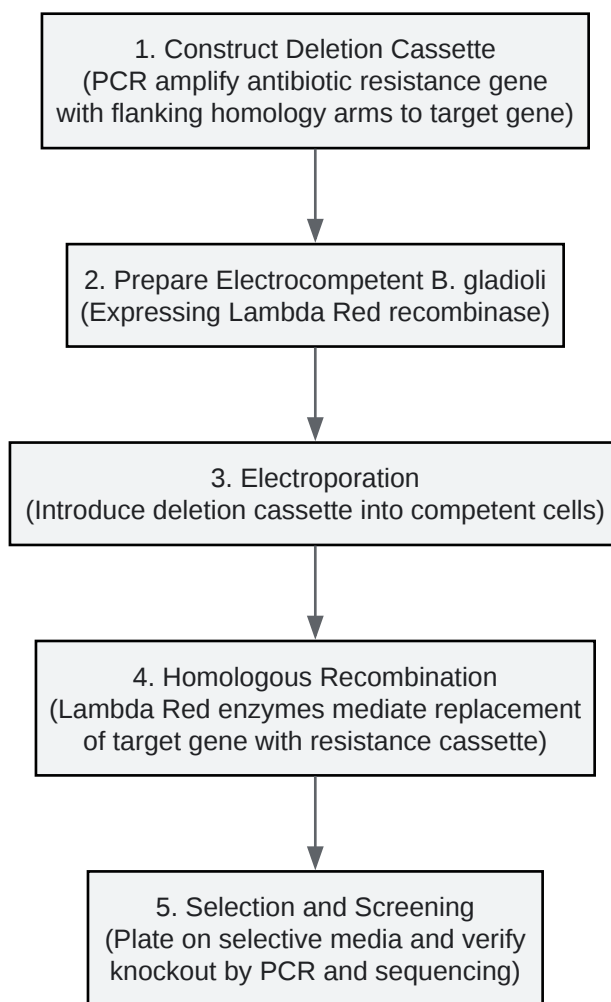 1. Construct Deletion Cassette
(PCR amplify antibiotic resistance gene
with flanking homology arms to target gene)
2. Prepare Electrocompetent B. gladioli
(Expressing Lambda Red recombinase)
3. Electroporation
(Introduce deletion cassette into competent cells)
4. Homologous Recombination
(Lambda Red enzymes mediate replacement
of target gene with resistance cassette)
5. Selection and Screening
(Plate on selective media and verify
knockout by PCR and sequencing)